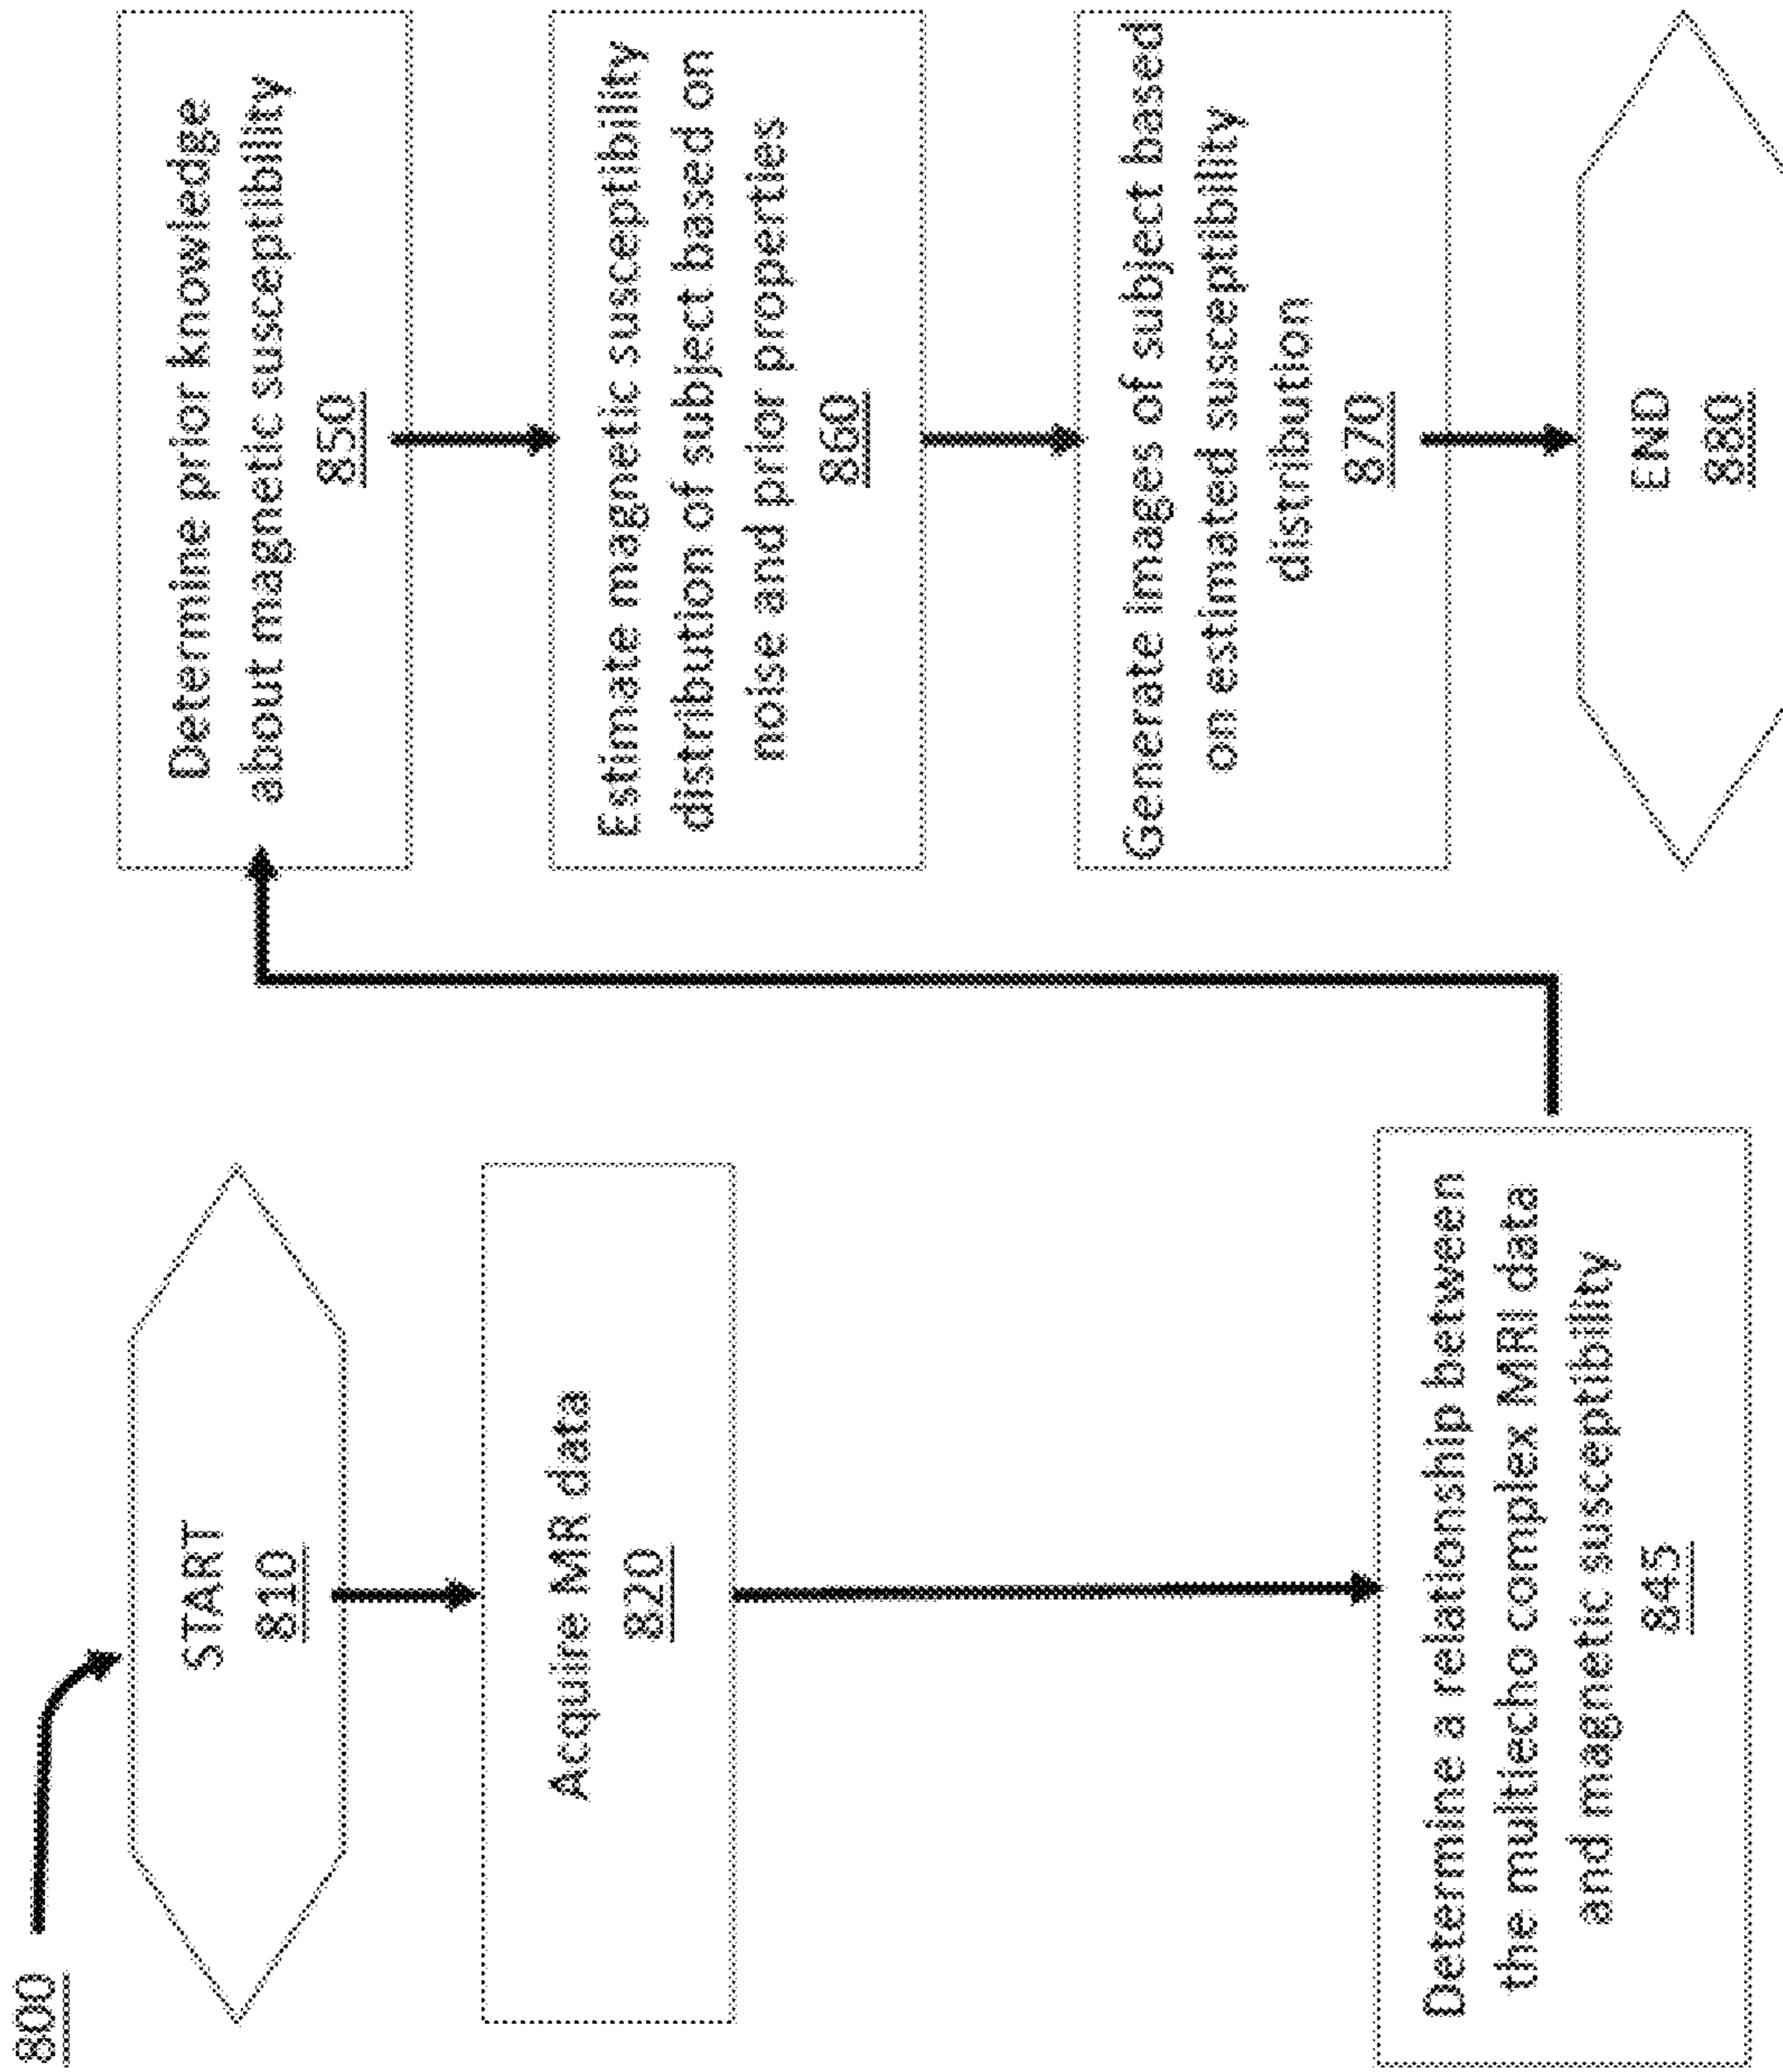 800
START
810
Acquire MR data
820
Determine a relationship between
the multiecho complex MRI data
and magnetic susceptibility
845
Determine prior knowledge
about magnetic susceptibility
850
Estimate magnetic susceptibility
distribution of subject based on
noise and prior properties
860
Generate images of subject based
on estimated susceptibility
distribution
870
END
880